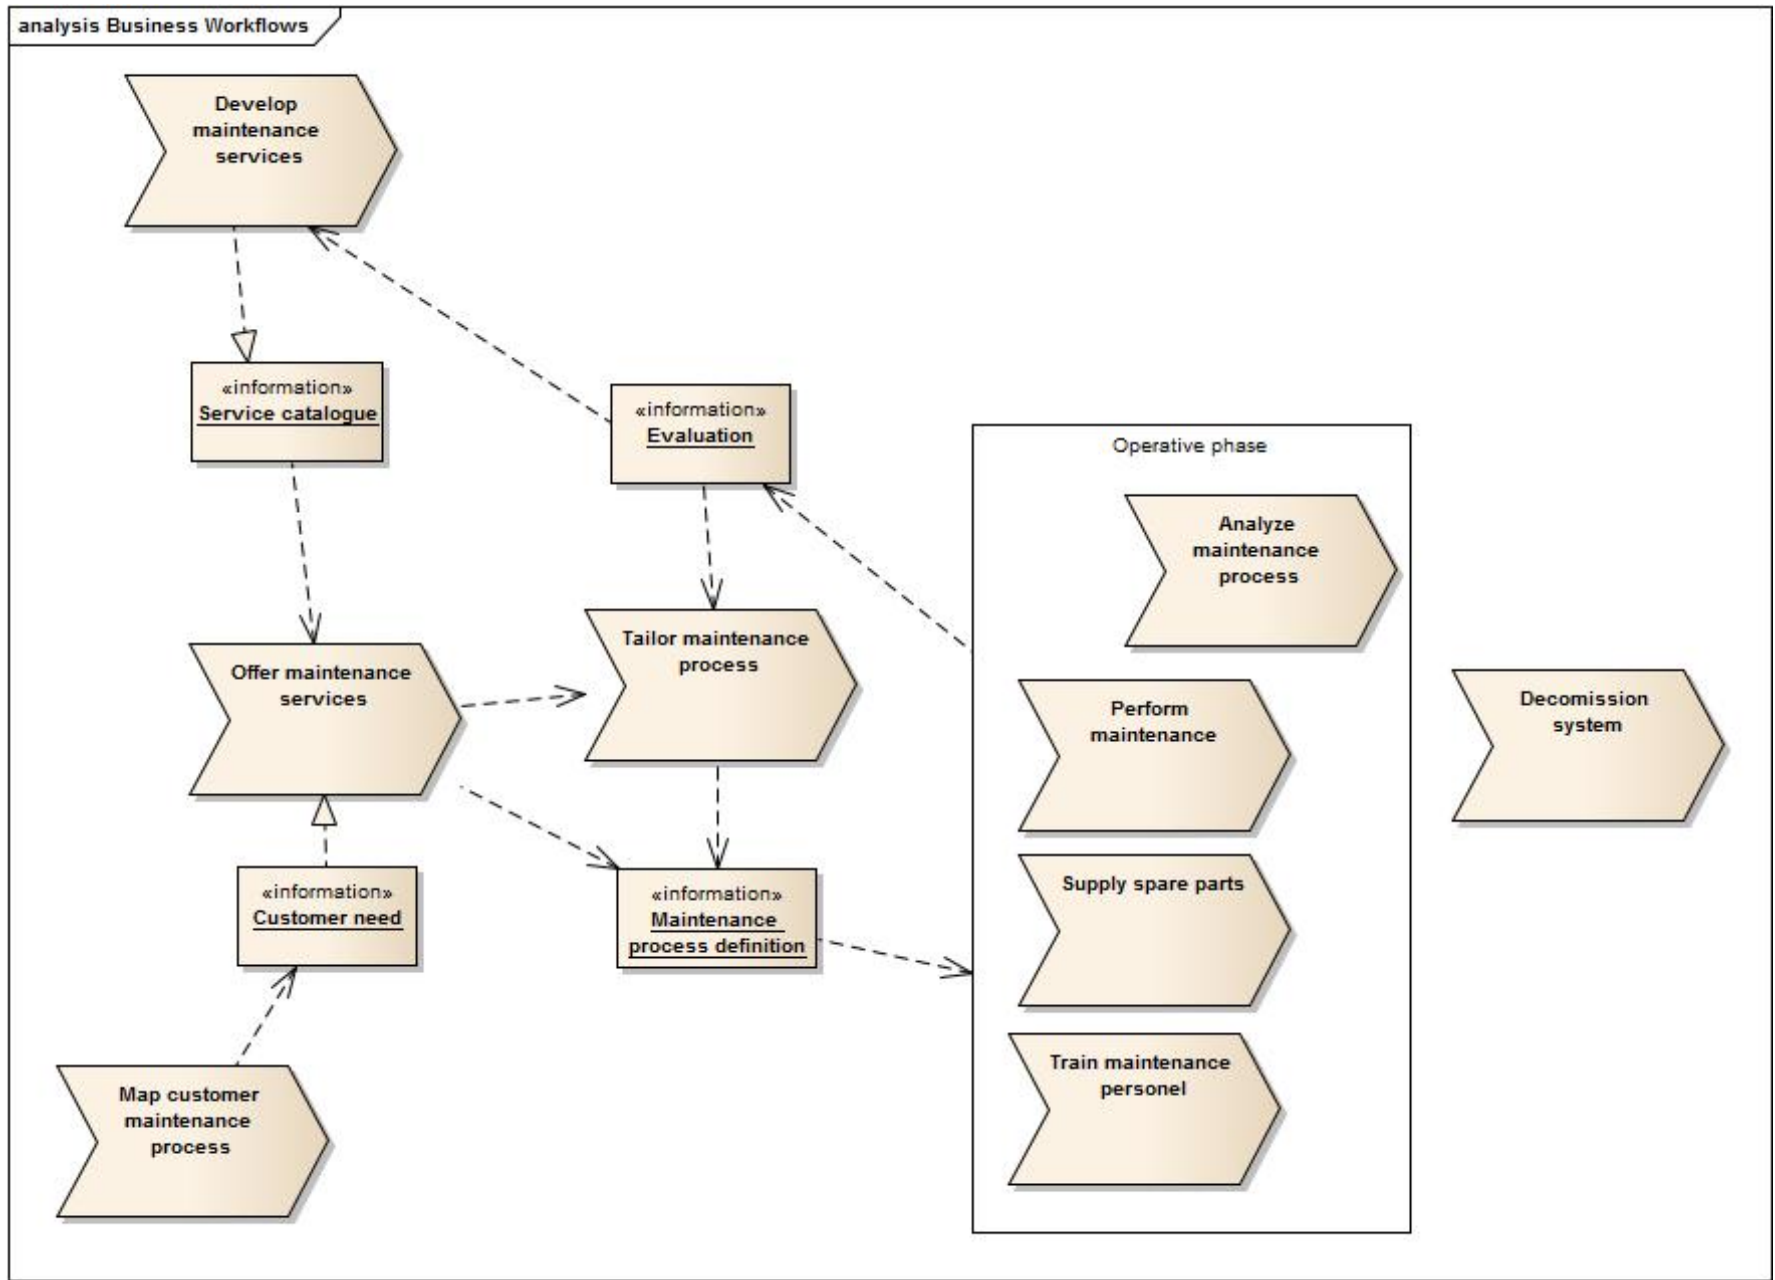 analysis Business Workflows
Develop
maintenance
services
«information»
Service catalogue
«information»
Evaluation
Operative phase
Analyze
maintenance
process
Offer maintenance
services
Tailor maintenance
process
Perform
maintenance
Decomission
system
«information»
Customer need
«information»
Maintenance
process definition
Supply spare parts
Map customer
maintenance
process
Train maintenance
personel